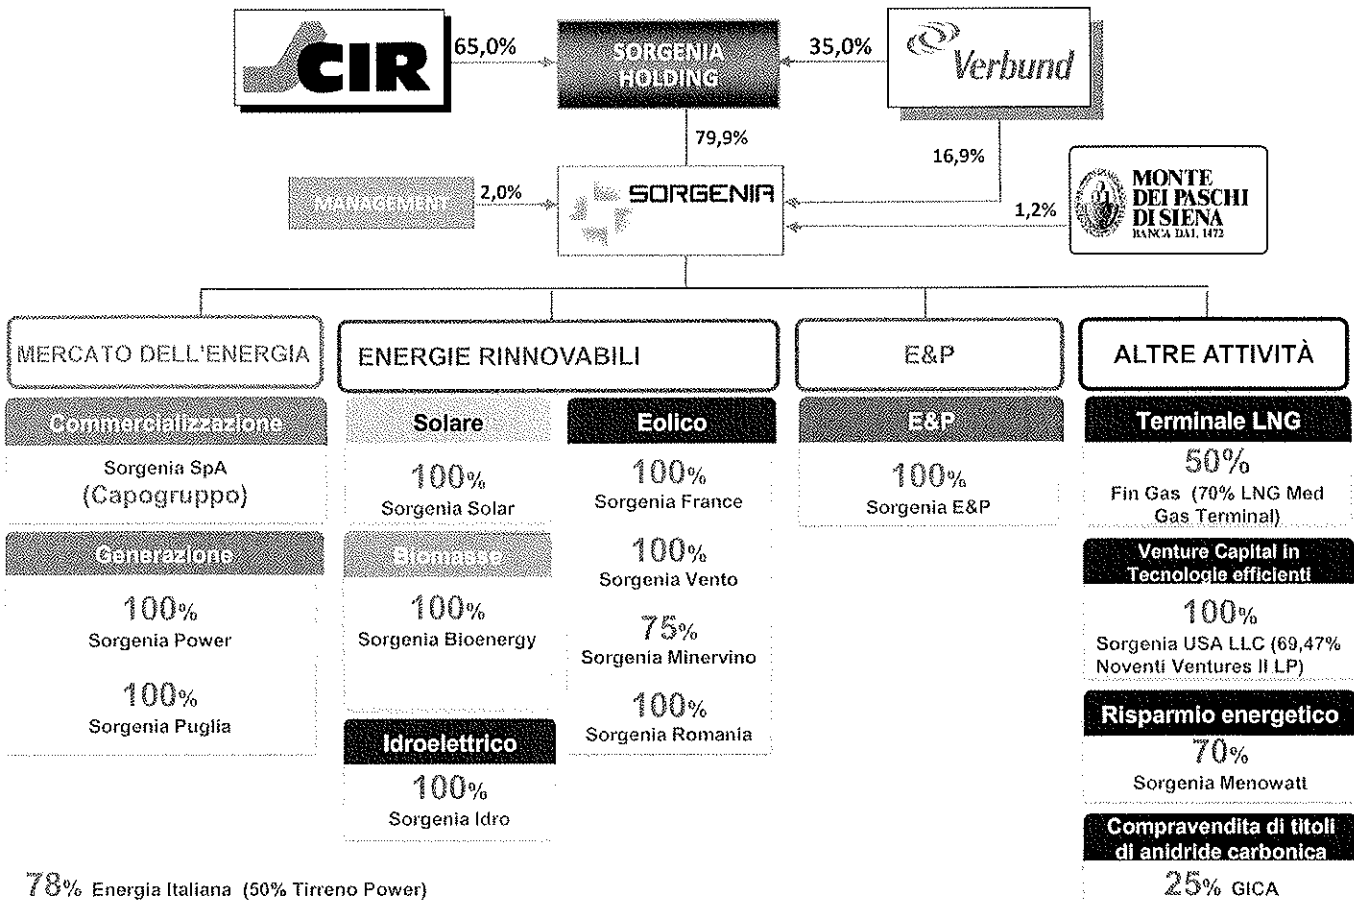 CIR
65,0%
SORGENIA
HOLDING
35,0%
Verbund
79,9%
16,9%
MANAGEMENT
2,0%
SORGENIA
1,2%
MONTE
DEI PASCHI
DI SIENA
BANCA DAL 1472
MERCATO DELL'ENERGIA
ENERGIE RINNOVABILI
E&P
ALTRE ATTIVITÀ
Commercializzazione
Sorgenia SpA
(Capogruppo)
Generazione
100%
Sorgenia Power
100%
Sorgenia Puglia
Solare
100%
Sorgenia Solar
Biomasse
100%
Sorgenia Bioenergy
Idroelettrico
100%
Sorgenia Idro
Eolico
100%
Sorgenia France
100%
Sorgenia Vento
75%
Sorgenia Minervino
100%
Sorgenia Romania
E&P
100%
Sorgenia E&P
Terminale LNG
50%
Fin Gas (70% LNG Med
Gas Terminal)
Venture Capital in
Tecnologie efficienti
100%
Sorgenia USA LLC (69,47%
Noventi Ventures II LP)
Risparmio energetico
70%
Sorgenia Menowatt
Compravendita di titoli
di anidride carbonica
25% GICA
78% Energia Italiana (50% Tirreno Power)